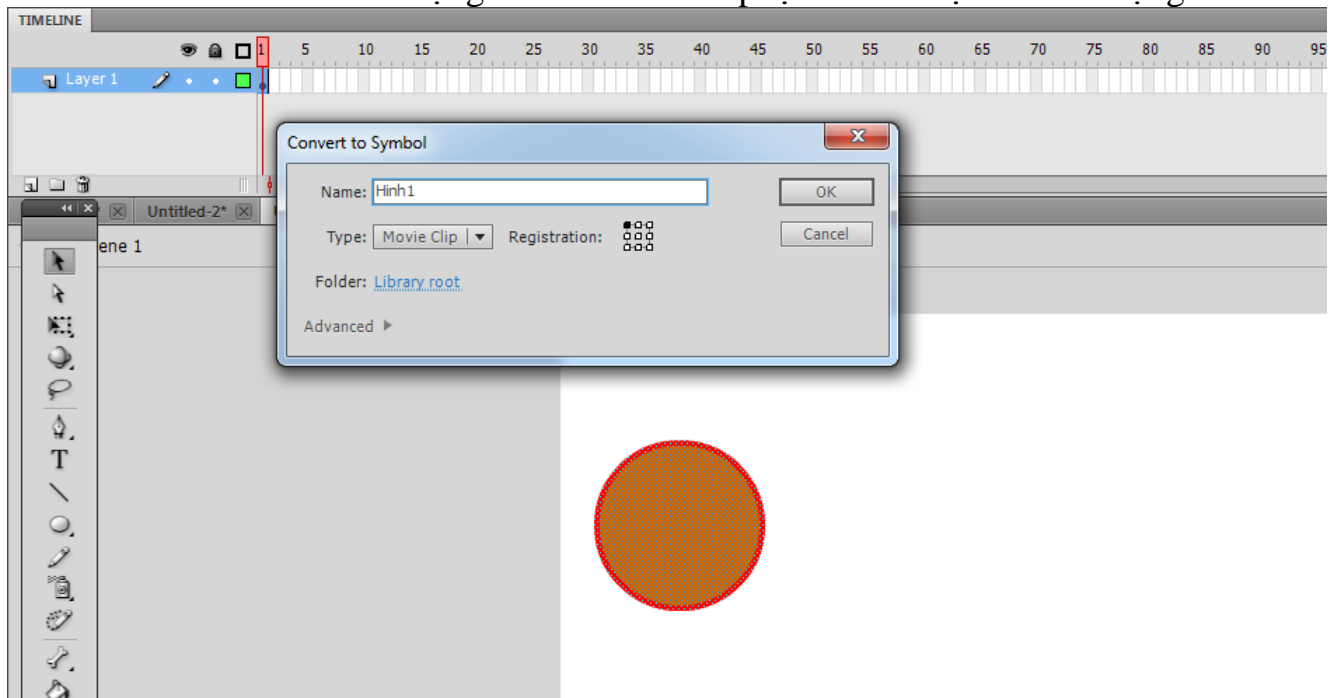 TIMELINE
1 5 10 15 20 25 30 35 40 45 50 55 60 65 70 75 80 85 90 95
Layer 1
Convert to Symbol
Name: Hinh1
OK
Type: Movie Clip
Registration:
Cancel
Folder: Library root
Advanced
Untitled-2*
ene 1
T